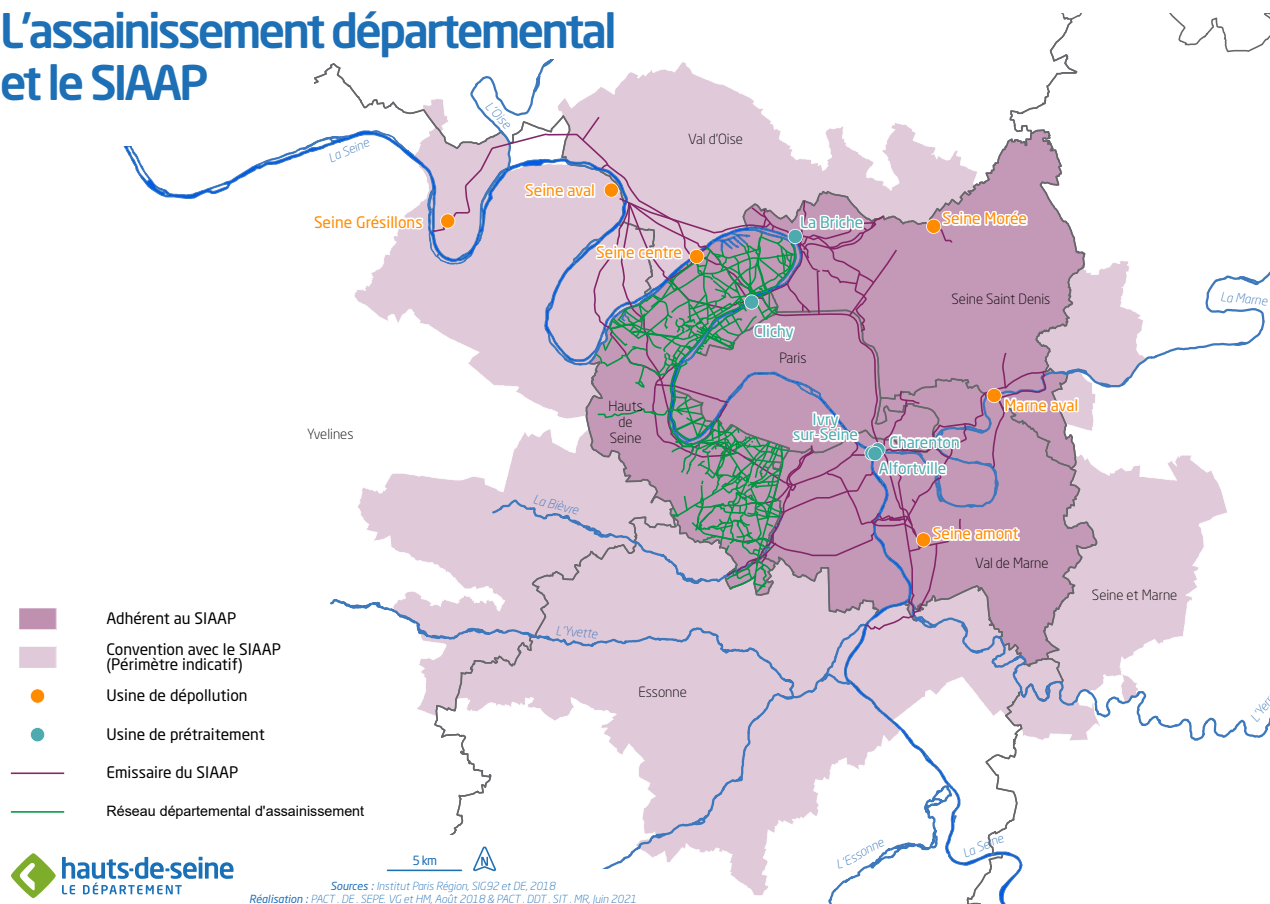 L'assainissement départemental
et le SIAAP
L'Oise
La Seine
Val d'Oise
Seine aval
Seine Grésillons
La Briche
Seine Morée
Seine centre
Seine Saint Denis
La Marne
Clichy
Paris
Hauts
de
Seine
Marne aval
Yvelines
Ivry
sur-Seine
Charenton
Alfortville
La Bièvre
Seine amont
Val de Marne
Seine et Marne
L'Yvette
Essonne
L'Essonne
La Seine
Adhérent au SIAAP
Convention avec le SIAAP
(Périmètre indicatif)
Usine de dépollution
Usine de prétraitement
Emissaire du SIAAP
Réseau départemental d'assainissement
hauts-de-seine
LE DÉPARTEMENT
5 km
N
Sources : Institut Paris Région, SIG92 et DE, 2018
Réalisation : PACT . DE . SEPE. VG et HM, Août 2018 & PACT . DDT . SIT . MR, Juin 2021